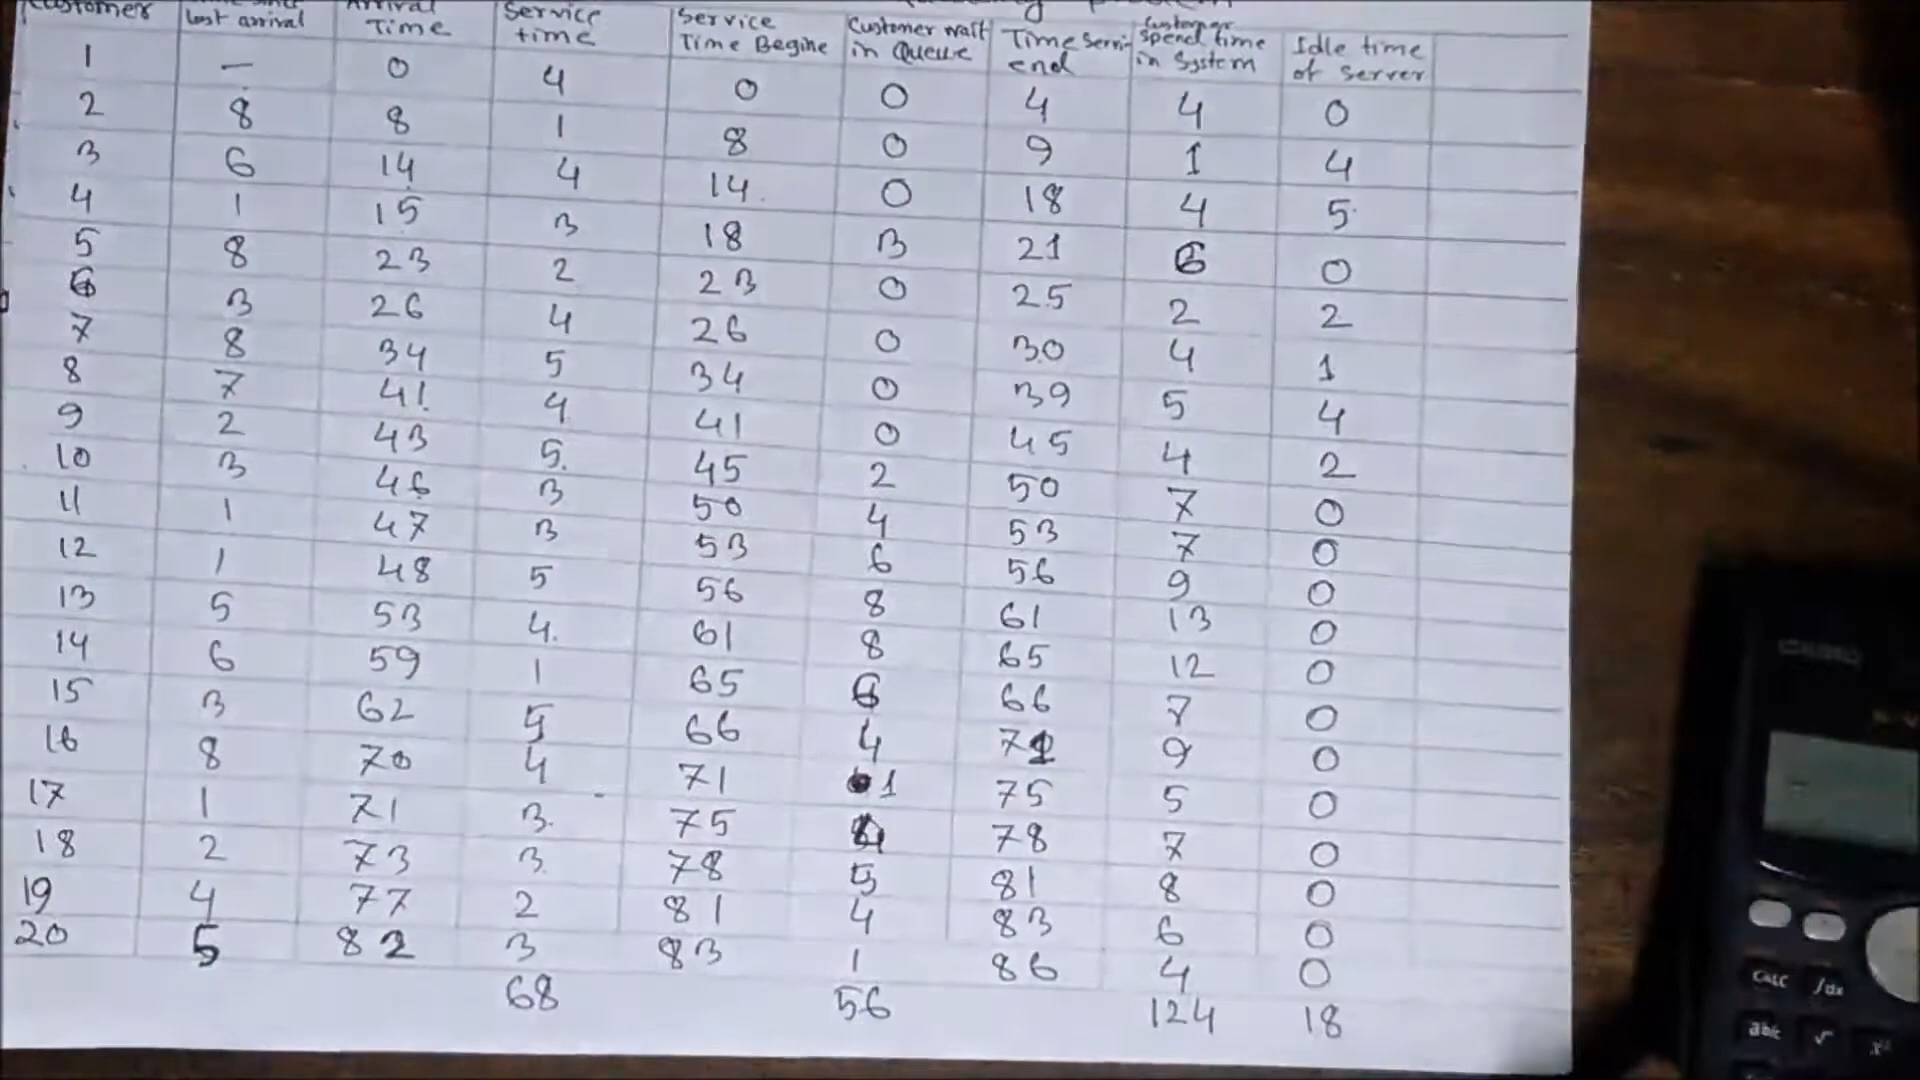 Customer last arrival Arrival Time Service time Service Time Begine Customer wait in Queue Time Servi end Customer spend time in System Idle time of server
1 — 0 4 0 0 4 4 0
2 8 8 1 8 0 9 1 4
3 6 14 4 14 0 18 4 5
4 1 15 3 18 3 21 6 0
5 8 23 2 23 0 25 2 2
6 3 26 4 26 0 30 4 1
7 8 34 5 34 0 39 5 4
8 7 41 4 41 0 45 4 2
9 2 43 5 45 2 50 7 0
10 3 46 3 50 4 53 7 0
11 1 47 3 53 6 56 9 0
12 1 48 5 56 8 61 13 0
13 5 53 4 61 8 65 12 0
14 6 59 1 65 6 66 7 0
15 3 62 5 66 4 71 9 0
16 8 70 4 71 1 75 5 0
17 1 71 3 75 4 78 7 0
18 2 73 3 78 5 81 8 0
19 4 77 2 81 4 83 6 0
20 5 82 3 83 1 86 4 0
68 56 124 18
CASIO
CALC ∫dx
ab/c √ x²